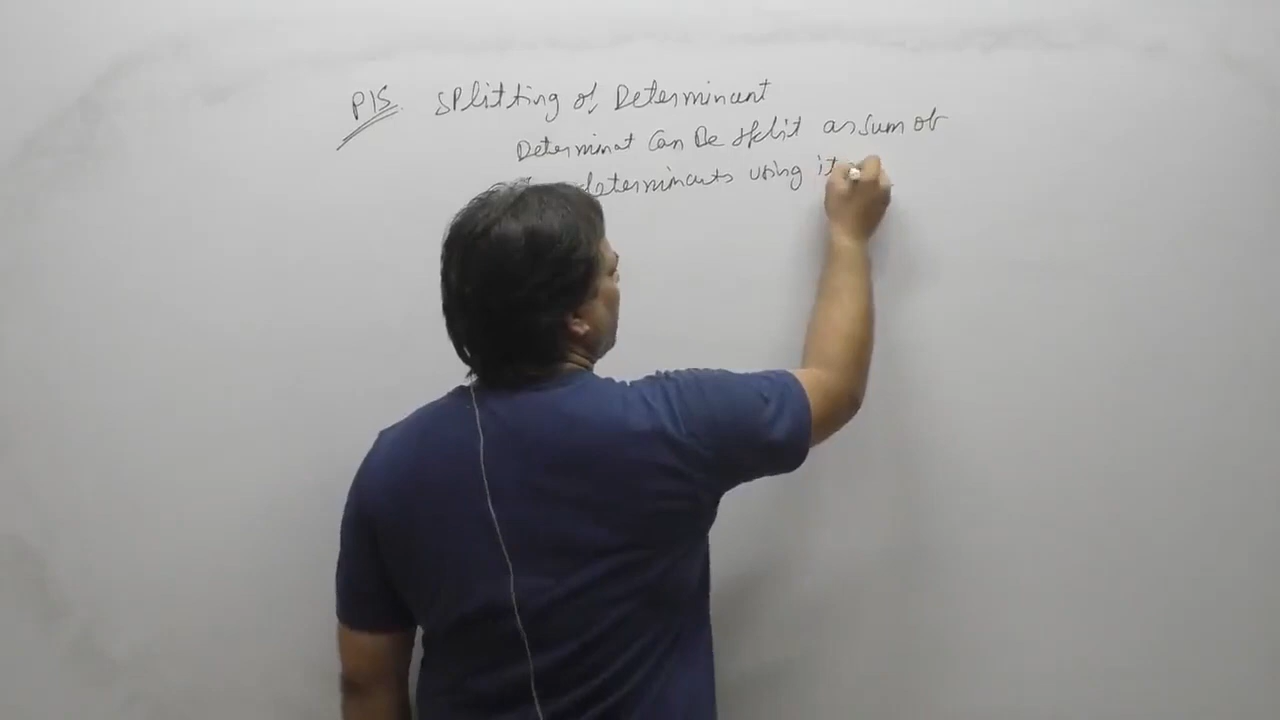 P15. Splitting of Determinant
Determinat Can Be split as sum of
determinants using it